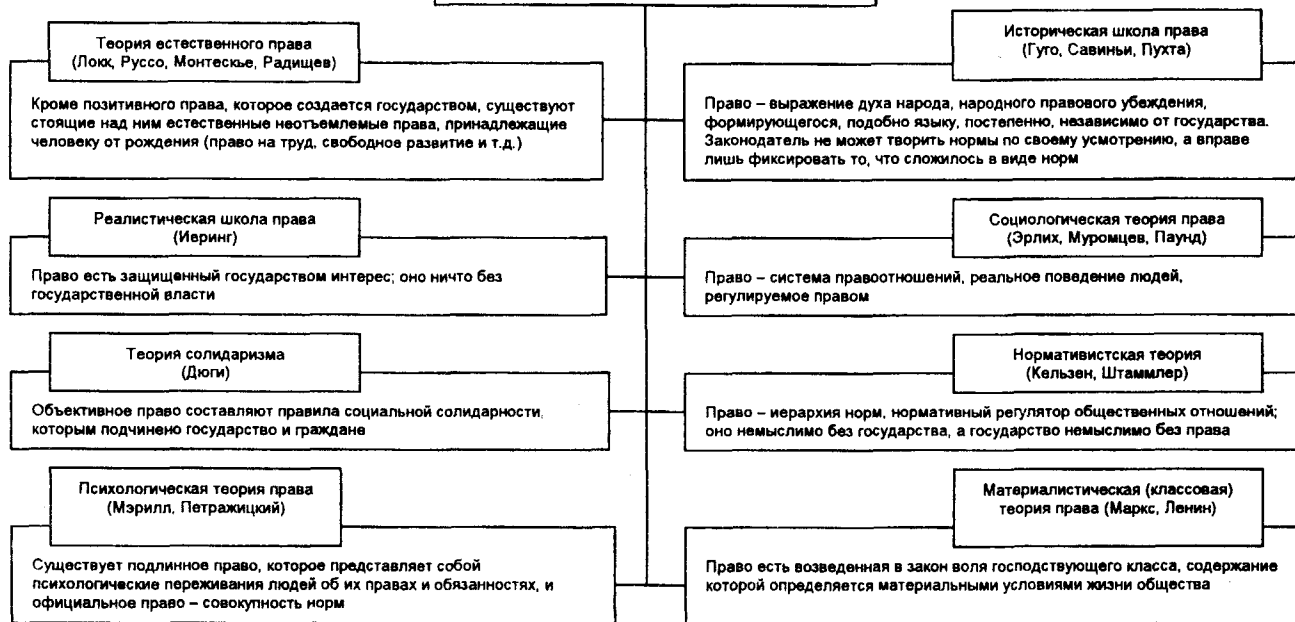 Теория естественного права
(Локк, Руссо, Монтескье, Радищев)
Кроме позитивного права, которое создается государством, существуют
стоящие над ним естественные неотъемлемые права, принадлежащие
человеку от рождения (право на труд, свободное развитие и т.д.)
Историческая школа права
(Гуго, Савиньи, Пухта)
Право – выражение духа народа, народного правового убеждения,
формирующегося, подобно языку, постепенно, независимо от государства.
Законодатель не может творить нормы по своему усмотрению, а вправе
лишь фиксировать то, что сложилось в виде норм
Реалистическая школа права
(Иеринг)
Право есть защищенный государством интерес; оно ничто без
государственной власти
Социологическая теория права
(Эрлих, Муромцев, Паунд)
Право – система правоотношений, реальное поведение людей,
регулируемое правом
Теория солидаризма
(Дюги)
Объективное право составляют правила социальной солидарности,
которым подчинено государство и граждане
Нормативистская теория
(Кельзен, Штаммлер)
Право – иерархия норм, нормативный регулятор общественных отношений;
оно немыслимо без государства, а государство немыслимо без права
Психологическая теория права
(Мэрилл, Петражицкий)
Существует подлинное право, которое представляет собой
психологические переживания людей об их правах и обязанностях, и
официальное право – совокупность норм
Материалистическая (классовая)
теория права (Маркс, Ленин)
Право есть возведенная в закон воля господствующего класса, содержание
которой определяется материальными условиями жизни общества